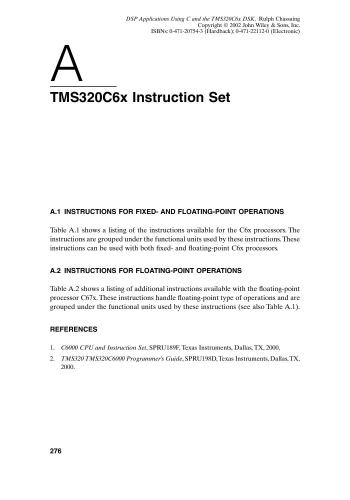 DSP Applications Using C and the TMS320C6x DSK. Rulph Chassaing
Copyright © 2002 John Wiley & Sons, Inc.
ISBNs: 0-471-20754-3 (Hardback); 0-471-22112-0 (Electronic)
A
TMS320C6x Instruction Set
A.1 INSTRUCTIONS FOR FIXED- AND FLOATING-POINT OPERATIONS
Table A.1 shows a listing of the instructions available for the C6x processors. The
instructions are grouped under the functional units used by these instructions. These
instructions can be used with both fixed- and floating-point C6x processors.
A.2 INSTRUCTIONS FOR FLOATING-POINT OPERATIONS
Table A.2 shows a listing of additional instructions available with the floating-point
processor C67x. These instructions handle floating-point type of operations and are
grouped under the functional units used by these instructions (see also Table A.1).
REFERENCES
1. C6000 CPU and Instruction Set, SPRU189F, Texas Instruments, Dallas, TX, 2000.
2. TMS320 TMS320C6000 Programmer's Guide, SPRU198D, Texas Instruments, Dallas, TX,
2000.
276